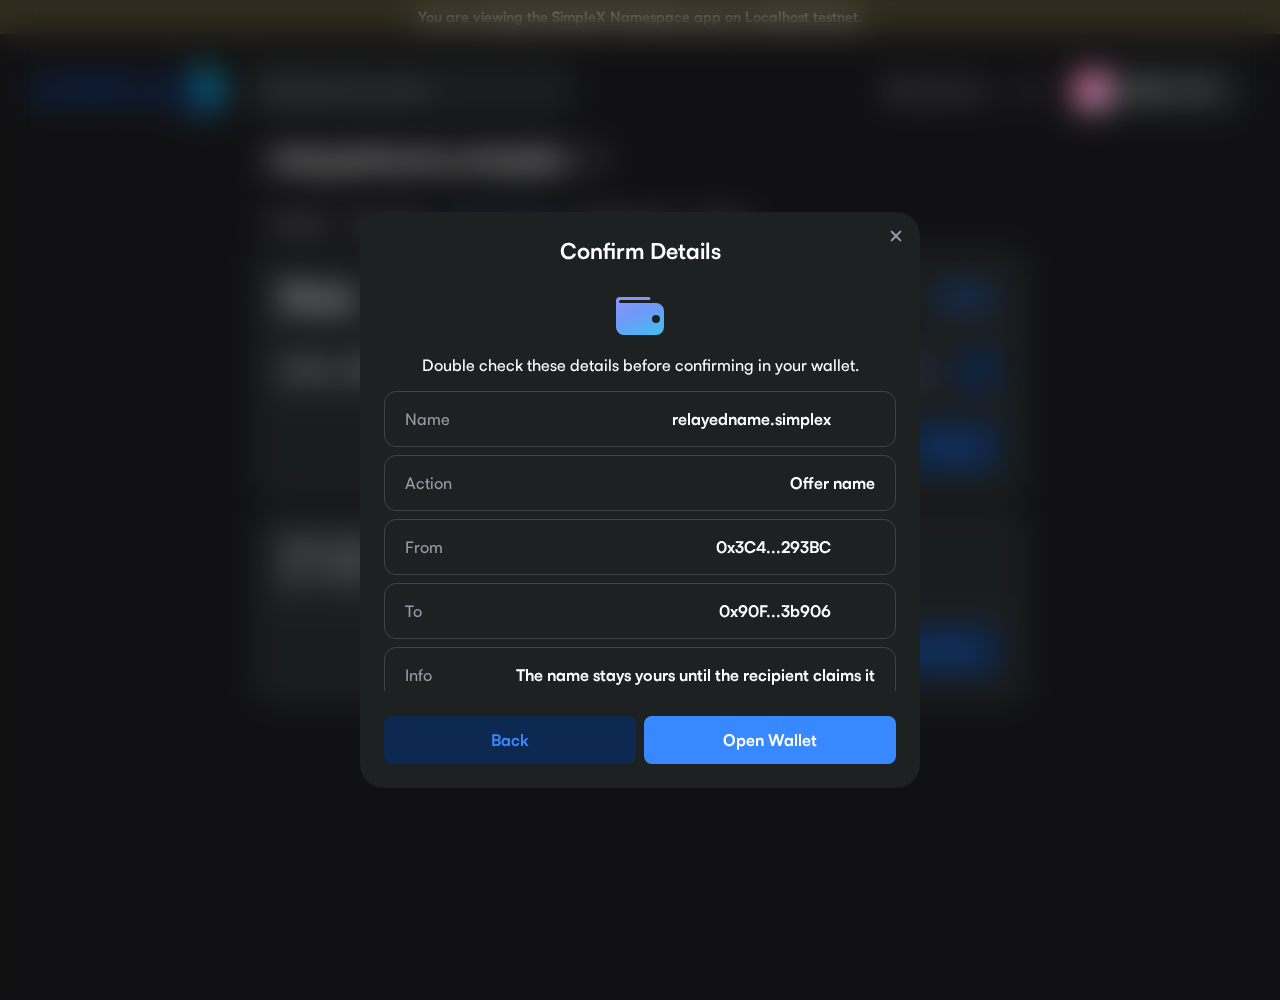 You are viewing the SimpleX Namespace app on Localhost testnet.
Confirm Details
Double check these details before confirming in your wallet.
Name relayedname.simplex
Action Offer name
From 0x3C4...293BC
To 0x90F...3b906
Info The name stays yours until the recipient claims it
Back Open Wallet